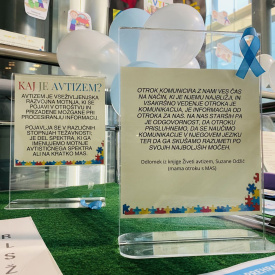 KAJ JE AVTIZEM?
AVTIZEM JE VSEŽIVLJENJSKA
RAZVOJNA MOTNJA, KI SE
POJAVI V OTROŠTVU IN
PRIZADENE MOŽGANE PRI
PROCESIRANJU INFORMACIJ.
POJAVLJA SE V RAZLIČNIH
STOPNJAH TEŽAVNOSTI,
JE DEL SPEKTRA, KI GA
IMENUJEMO MOTNJE
AVTISTIČNEGA SPEKTRA
ALI NA KRATKO MAS.
OTROK KOMUNICIRA Z NAMI VES ČAS
NA NAČIN, KI JE NJEMU NAJBLIŽJI, IN
VSAKRŠNO VEDENJE OTROKA JE
KOMUNIKACIJA, JE INFORMACIJA OD
OTROKA ZA NAS. NA NAS STARŠIH PA
JE ODGOVORNOST, DA OTROKU
PRISLUHNEMO, DA SE NAUČIMO
KOMUNIKACIJE V NJEGOVEM JEZIKU
TER DA GA SKUŠAMO RAZUMETI PO
SVOJIH NAJBOLJŠIH MOČEH.
Odlomek iz knjige Živeti avtizem, Suzane Džižić
(mama otroka z MAS)